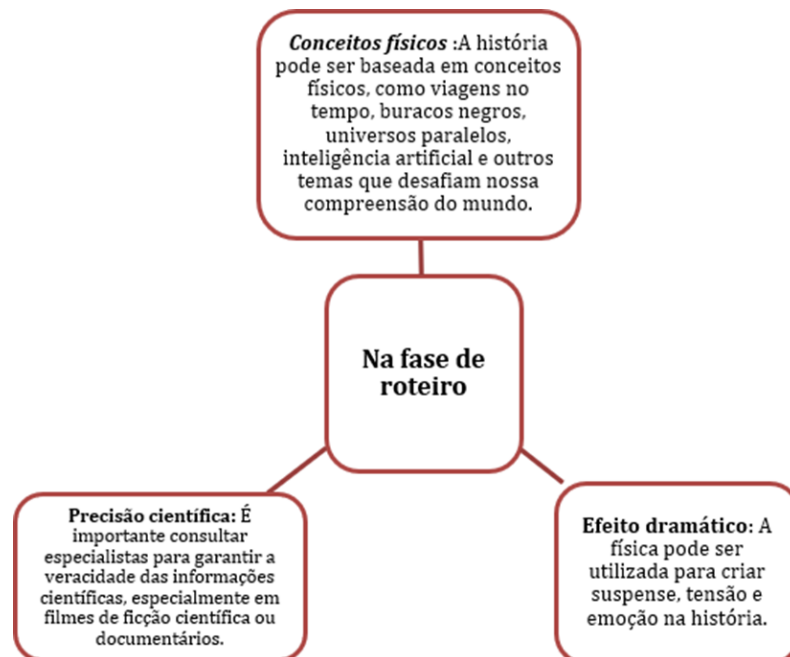 Conceitos físicos :A história
pode ser baseada em conceitos
físicos, como viagens no
tempo, buracos negros,
universos paralelos,
inteligência artificial e outros
temas que desafiam nossa
compreensão do mundo.
Na fase de
roteiro
Precisão científica: É
importante consultar
especialistas para garantir a
veracidade das informações
científicas, especialmente em
filmes de ficção científica ou
documentários.
Efeito dramático: A
física pode ser
utilizada para criar
suspense, tensão e
emoção na história.